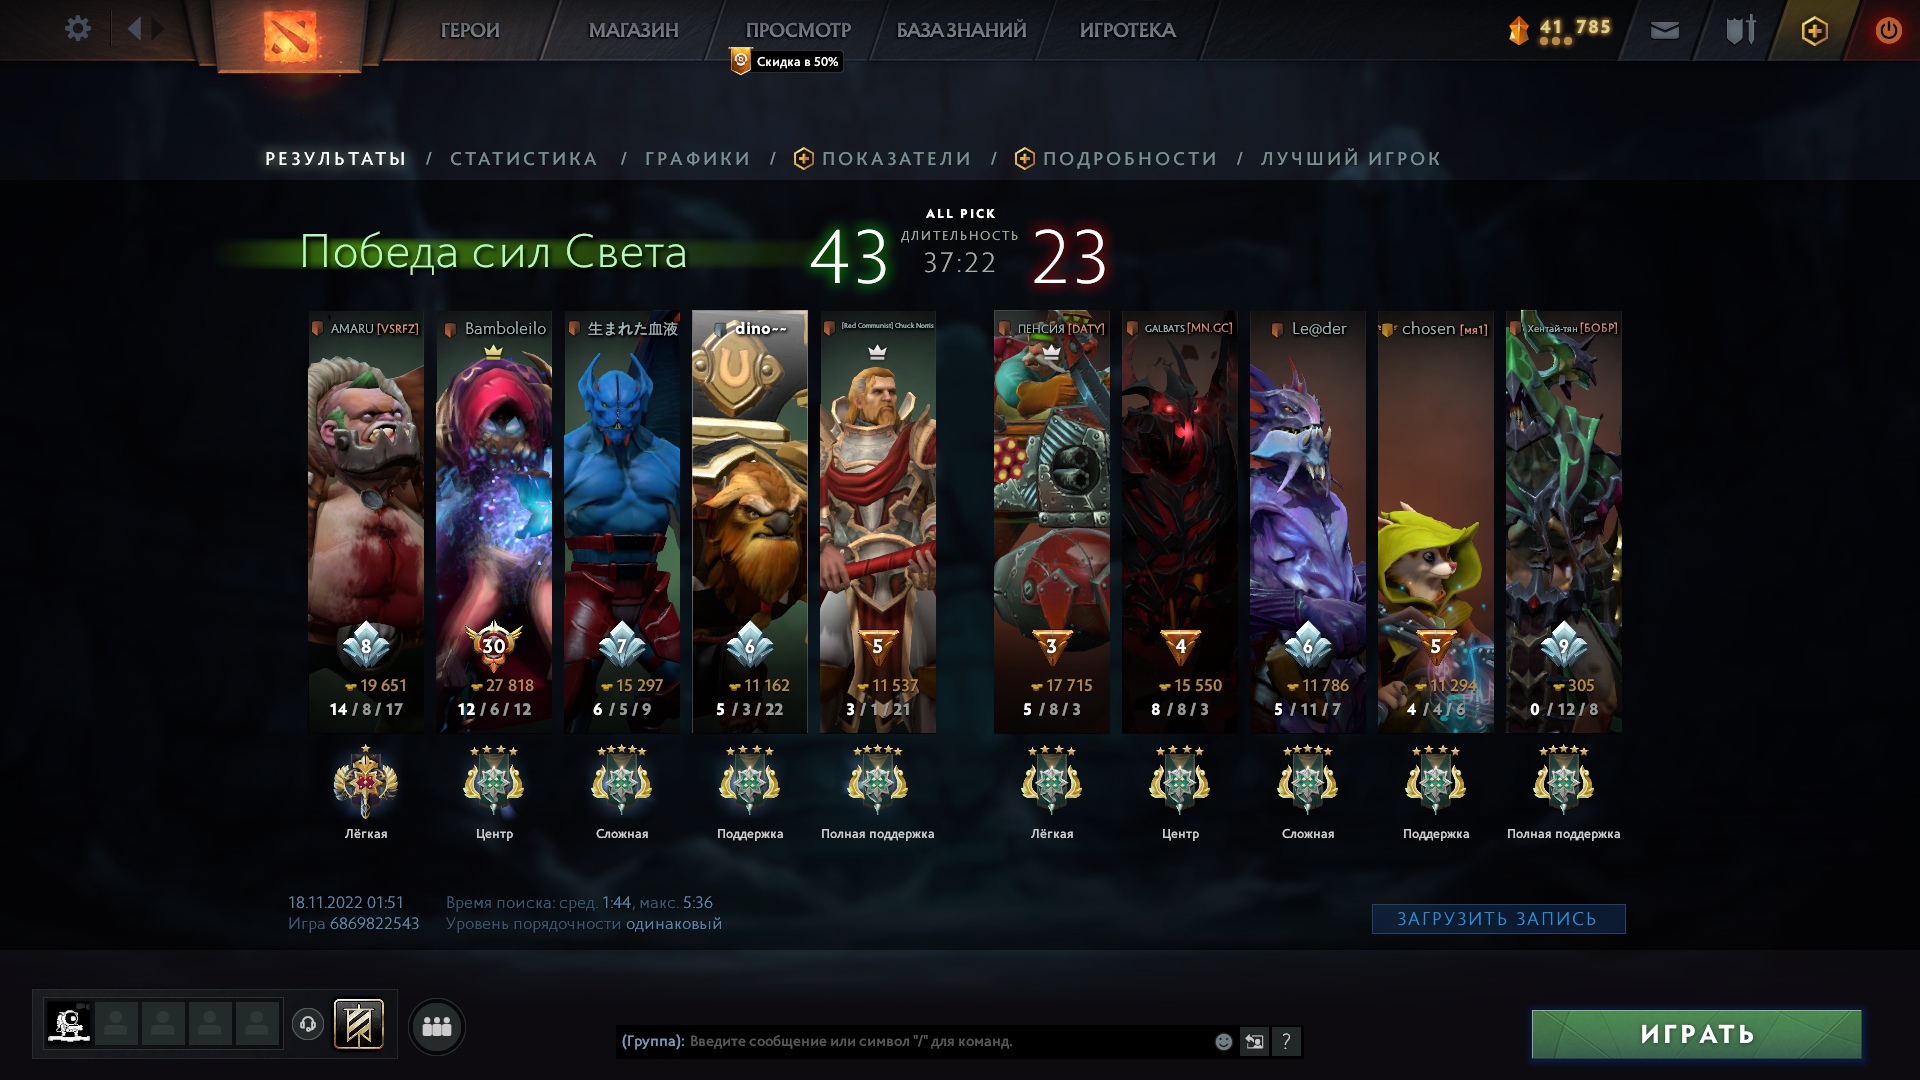 ГЕРОИ
МАГАЗИН
ПРОСМОТР
БАЗА ЗНАНИЙ
ИГРОТЕКА
41 785
Скидка в 50%
РЕЗУЛЬТАТЫ / СТАТИСТИКА / ГРАФИКИ / ПОКАЗАТЕЛИ / ПОДРОБНОСТИ / ЛУЧШИЙ ИГРОК
Победа сил Света
43
ALL PICK
ДЛИТЕЛЬНОСТЬ
37:22
23
AMARU [VSRFZ]
Bamboleilo
生まれた血液
dino~~
[Red Communist] Chuck Norris
ПЕНСИЯ [DATY]
GALBATS [MN.GC]
Le@der
chosen [мя1]
Хентай-тян [БОБР]
8
30
7
6
5
3
4
6
5
9
19 651
27 818
15 297
11 162
11 537
17 715
15 550
11 786
11 294
305
14 / 8 / 17
12 / 6 / 12
6 / 5 / 9
5 / 3 / 22
3 / 1 / 21
5 / 8 / 3
8 / 8 / 3
5 / 11 / 7
4 / 4 / 6
0 / 12 / 8
Лёгкая
Центр
Сложная
Поддержка
Полная поддержка
Лёгкая
Центр
Сложная
Поддержка
Полная поддержка
18.11.2022 01:51
Время поиска: сред. 1:44, макс. 5:36
Игра 6869822543
Уровень порядочности одинаковый
ЗАГРУЗИТЬ ЗАПИСЬ
(Группа): Введите сообщение или символ "/" для команд.
?
ИГРАТЬ